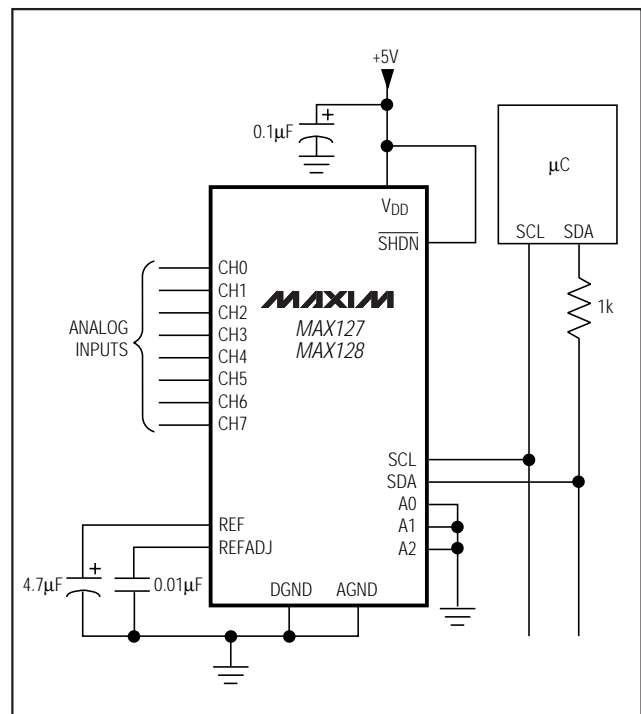 +5V
+
0.1µF
µC
VDD
SCL SDA
SHDN
1k
CH0
CH1
CH2
CH3
CH4
CH5
CH6
CH7
ANALOG
INPUTS
MAXIM
MAX127
MAX128
SCL
SDA
A0
A1
A2
REF
REFADJ
+
4.7µF
0.01µF
DGND AGND